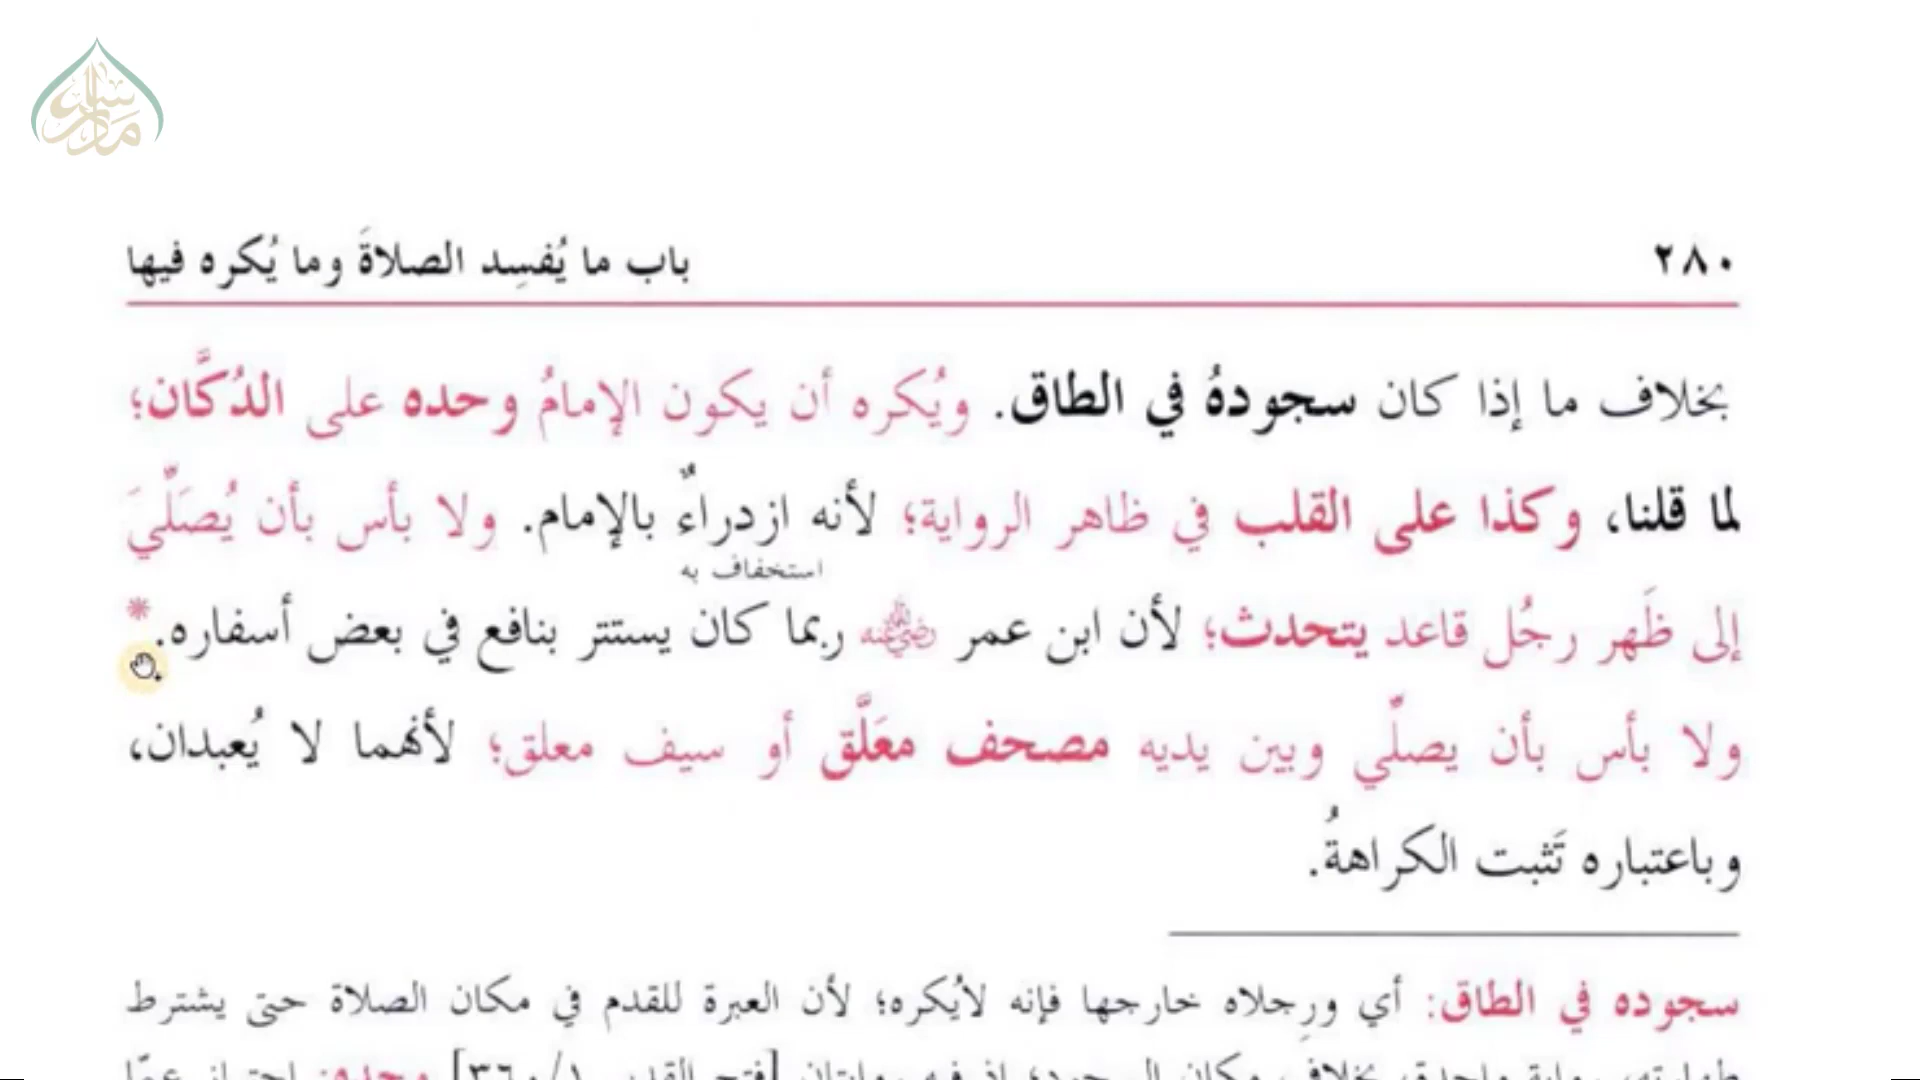 ٢٨٠ باب ما يُفسِد الصلاةَ وما يُكره فيها
بخلاف ما إذا كان سجودهُ في الطاق. ويُكره أن يكون الإمامُ وحده على الدُكَّان؛
لما قلنا، وكذا على القلب في ظاهر الرواية؛ لأنه ازدراءٌ بالإمام. ولا بأس بأن يُصَلّيَ
استخفاف به
إلى ظَهر رجُل قاعد يتحدث؛ لأن ابن عمر رضي الله عنه ربما كان يستتر بنافع في بعض أسفاره.*
ولا بأس بأن يصلّي وبين يديه مصحف معَلَّق أو سيف معلق؛ لأنهما لا يُعبدان،
وباعتباره تَثبت الكراهةُ.
سجوده في الطاق: أي ورِجلاه خارجها فإنه لايُكره؛ لأن العبرة للقدم في مكان الصلاة حتى يشترط